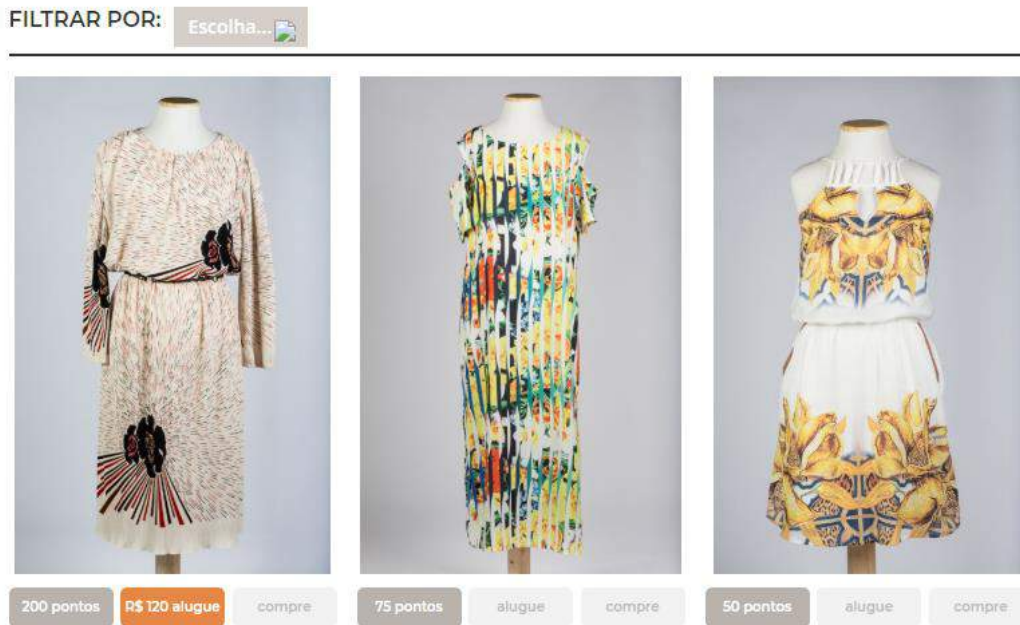 FILTRAR POR:
Escolha...
200 pontos
R$ 120 alugue
compre
75 pontos
alugue
compre
50 pontos
alugue
compre